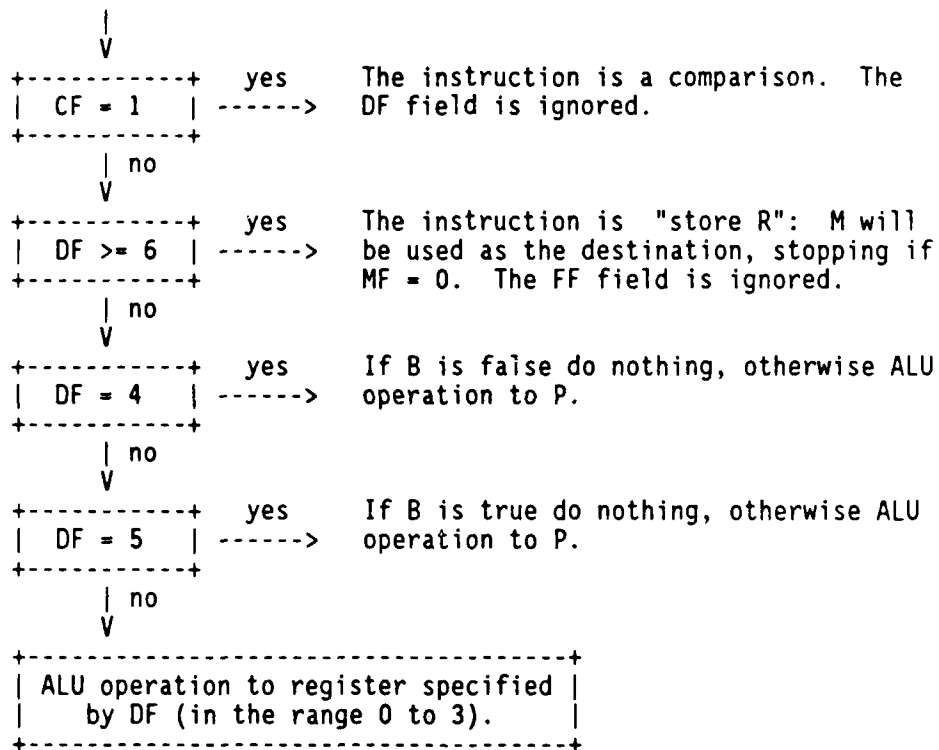 |
V
+-----------+ yes The instruction is a comparison. The
| CF = 1 | ------> DF field is ignored.
+-----------+
| no
V
+-----------+ yes The instruction is "store R": M will
| DF >= 6 | ------> be used as the destination, stopping if
+-----------+ MF = 0. The FF field is ignored.
| no
V
+-----------+ yes If B is false do nothing, otherwise ALU
| DF = 4 | ------> operation to P.
+-----------+
| no
V
+-----------+ yes If B is true do nothing, otherwise ALU
| DF = 5 | ------> operation to P.
+-----------+
| no
V
+-------------------------------------+
| ALU operation to register specified |
| by DF (in the range 0 to 3). |
+-------------------------------------+